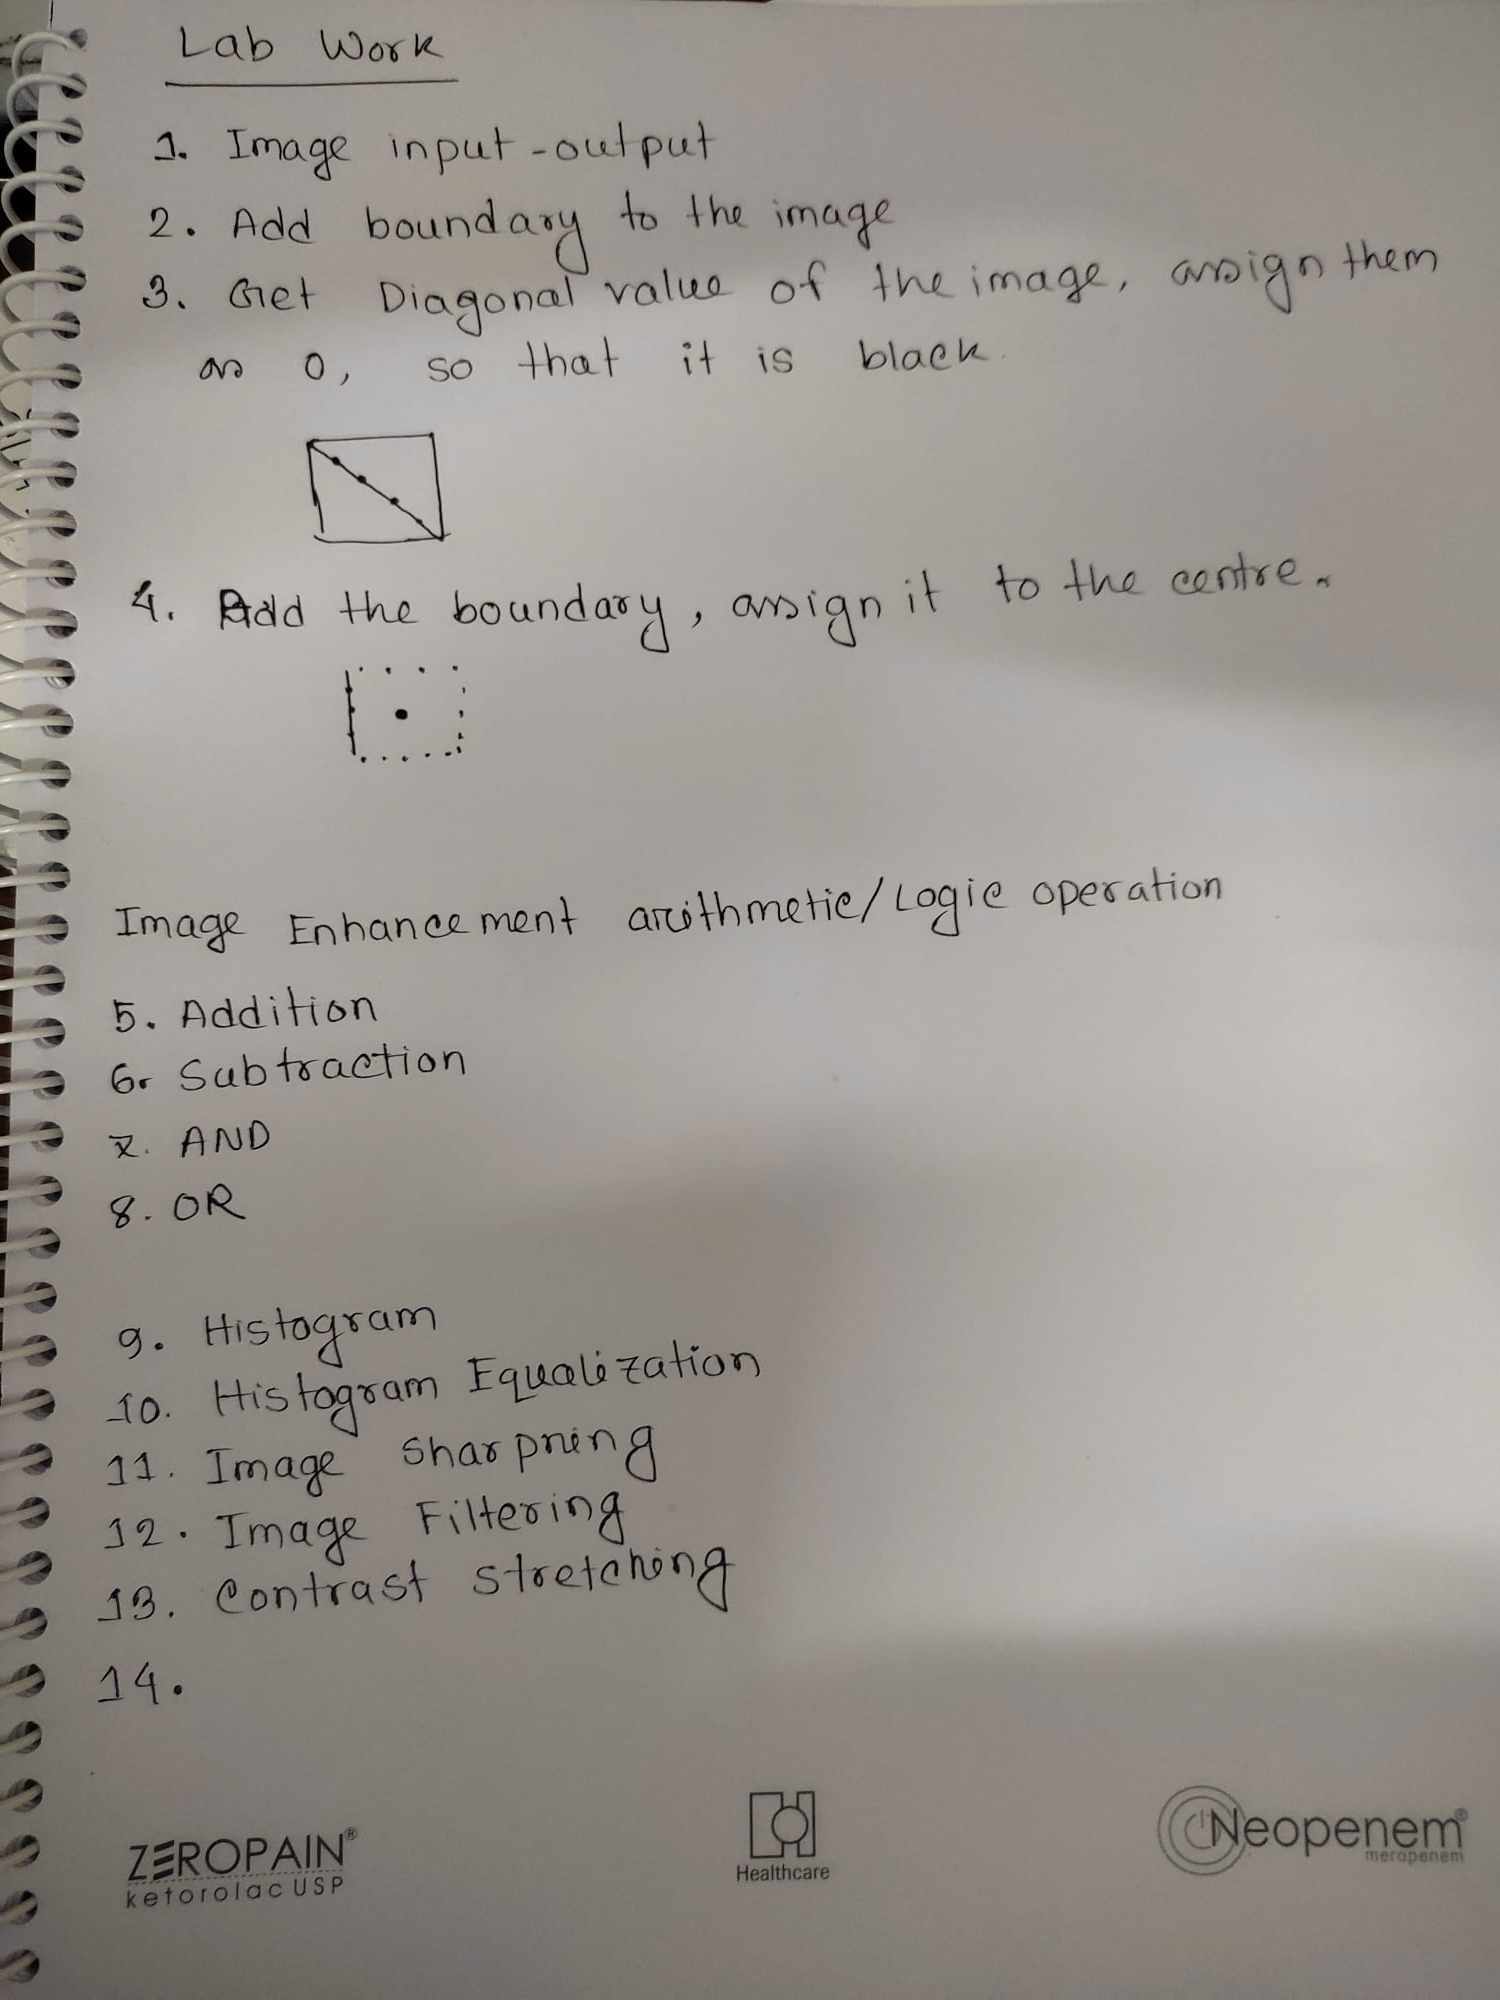 Lab Work
1. Image input-output
2. Add boundary to the image
3. Get Diagonal value of the image, assign them
as 0, so that it is black.
4. Add the boundary, assign it to the centre.
Image Enhancement arithmetic/Logic operation
5. Addition
6. Subtraction
7. AND
8. OR
9. Histogram
10. Histogram Equalization
11. Image Sharpning
12. Image Filtering
13. Contrast stretching
14.
ZEROPAIN®
ketorolac USP
Healthcare
Neopenem®
meropenem